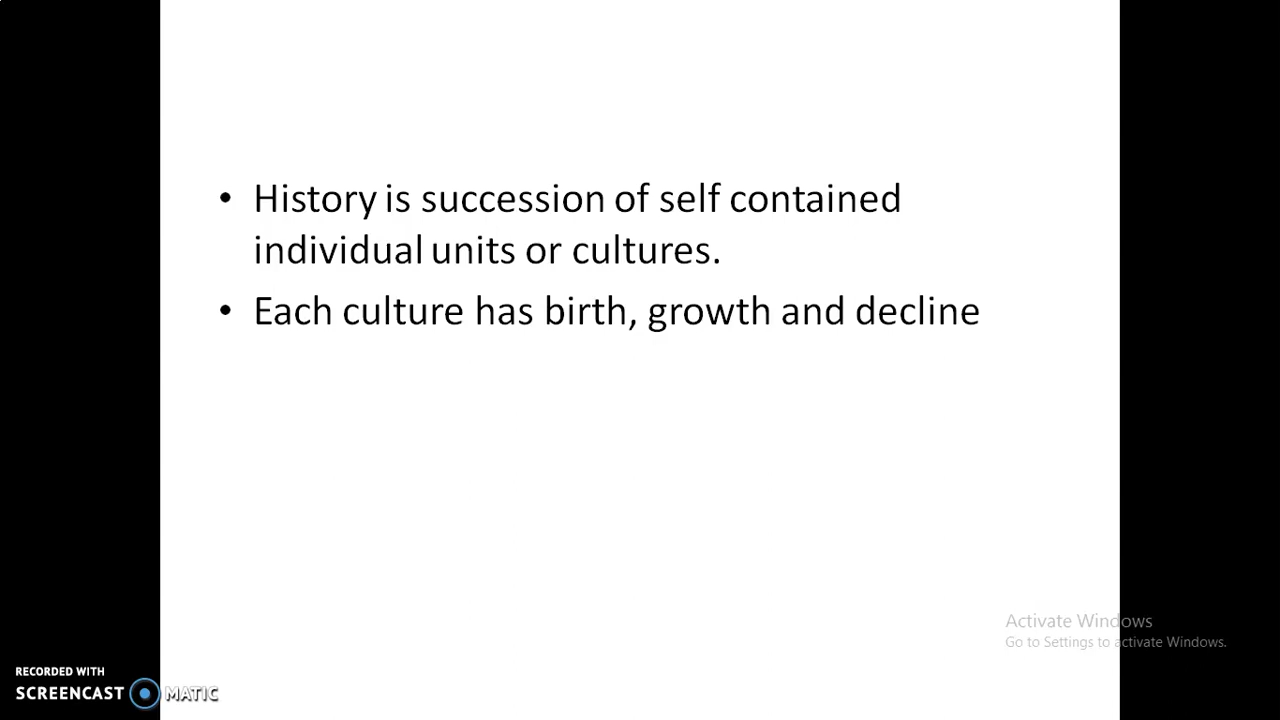 • History is succession of self contained
individual units or cultures.
• Each culture has birth, growth and decline
Activate Windows
Go to Settings to activate Windows.
RECORDED WITH
SCREENCAST MATIC